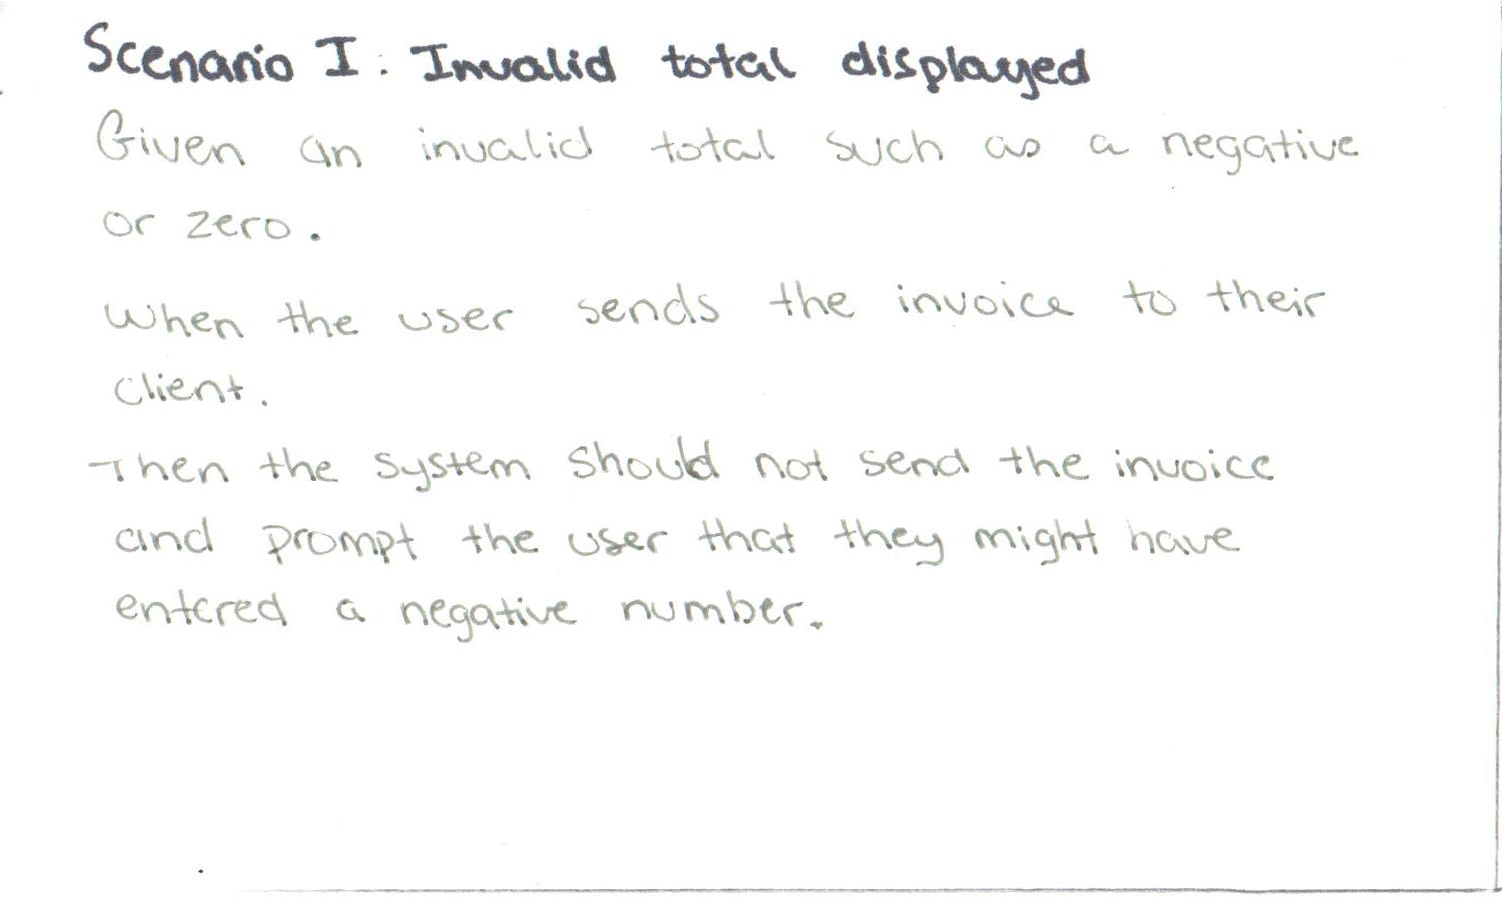 Scenario I: Invalid total displayed
Given an invalid total such as a negative
or zero.
When the user sends the invoice to their
client.
Then the system should not send the invoice
and prompt the user that they might have
entered a negative number.